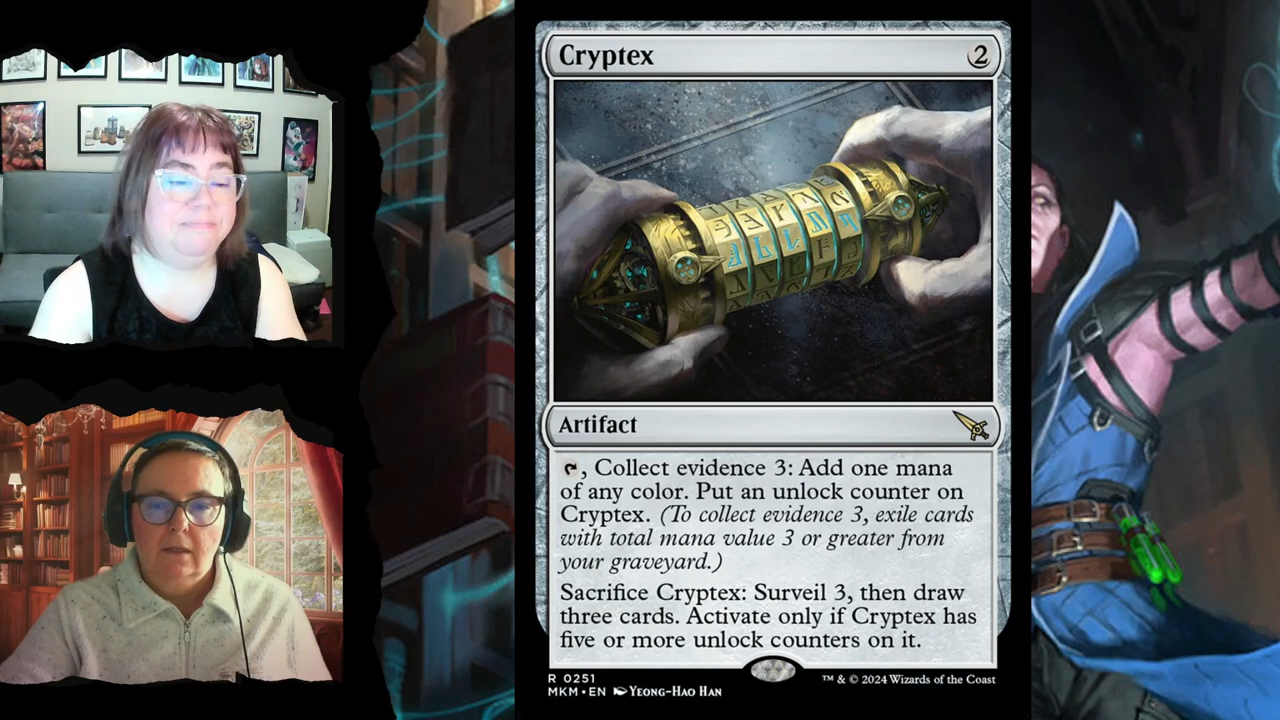 Cryptex 2
Artifact
, Collect evidence 3: Add one mana
of any color. Put an unlock counter on
Cryptex. (To collect evidence 3, exile cards
with total mana value 3 or greater from
your graveyard.)
Sacrifice Cryptex: Surveil 3, then draw
three cards. Activate only if Cryptex has
five or more unlock counters on it.
R 0251
MKM • EN Yeong-Hao Han
™ & © 2024 Wizards of the Coast